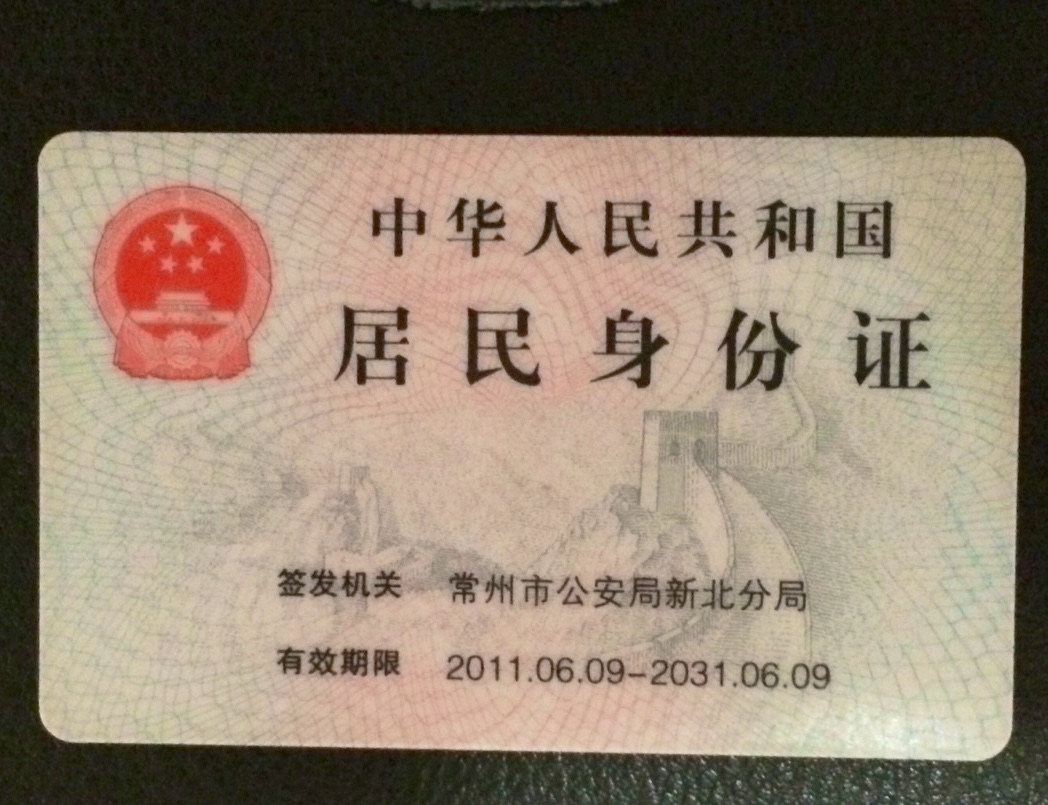 中华人民共和国
居民身份证
签发机关 常州市公安局新北分局
有效期限 2011.06.09-2031.06.09